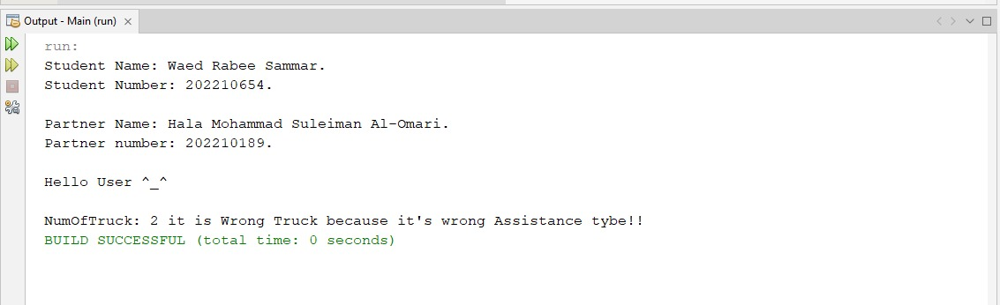 Output - Main (run)
run:
Student Name: Waed Rabee Sammar.
Student Number: 202210654.
Partner Name: Hala Mohammad Suleiman Al-Omari.
Partner number: 202210189.
Hello User ^_^
NumOfTruck: 2 it is Wrong Truck because it's wrong Assistance tybe!!
BUILD SUCCESSFUL (total time: 0 seconds)